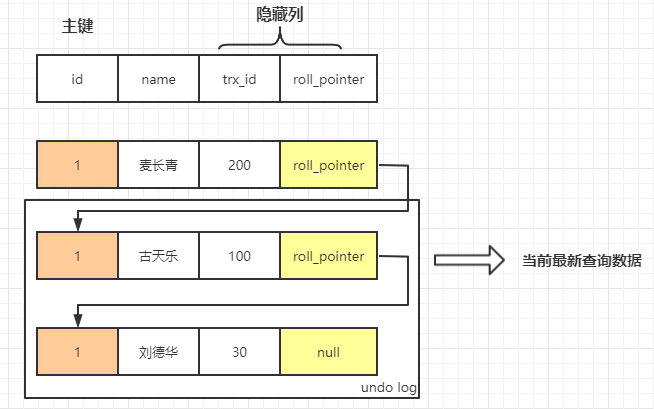 隐藏列
主键
id name trx_id roll_pointer
1 麦长青 200 roll_pointer
1 古天乐 100 roll_pointer
当前最新查询数据
1 刘德华 30 null
undo log